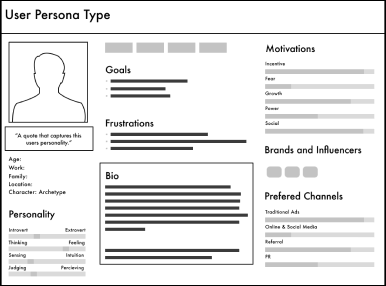 User Persona Type
"A quote that captures this
users personality."
Age:
Work:
Family:
Location:
Character: Archetype
Personality
Introvert Extrovert
Thinking Feeling
Sensing Intuition
Judging Percieving
Goals
Frustrations
Bio
Motivations
Incentive
Fear
Growth
Power
Social
Brands and Influencers
Prefered Channels
Traditional Ads
Online & Social Media
Referral
PR